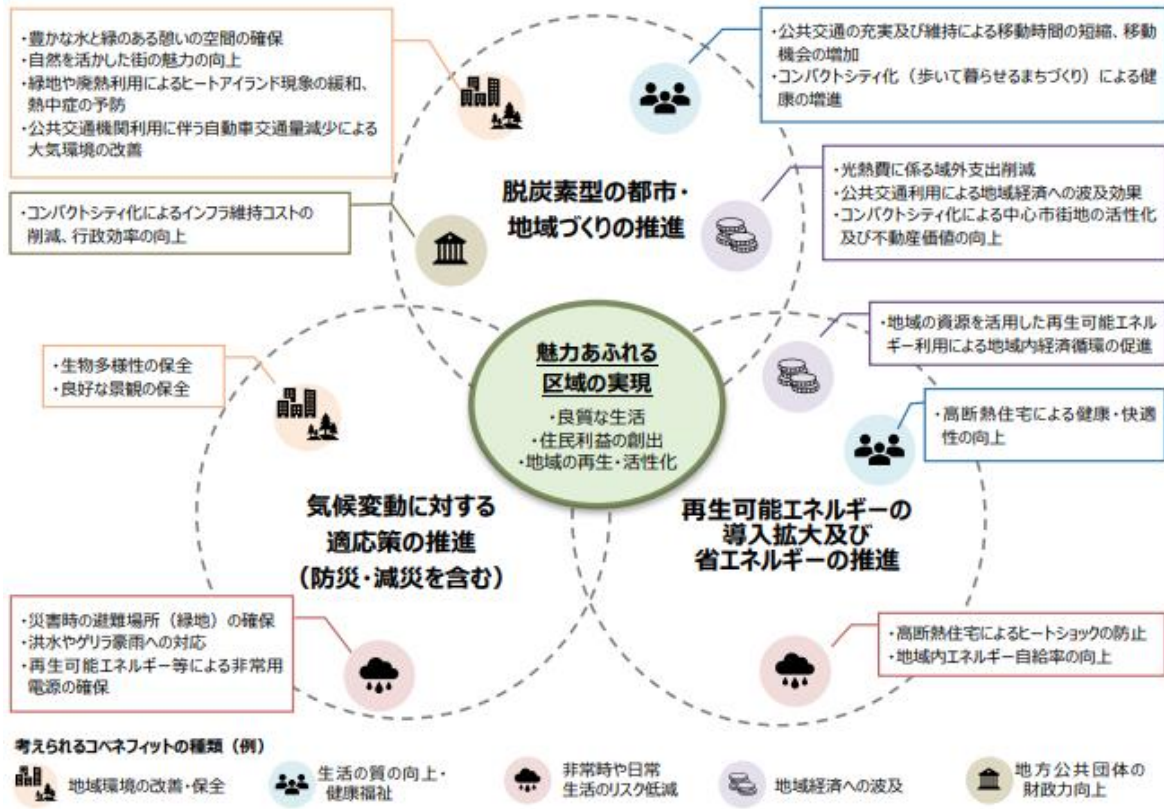 ・豊かな水と緑のある憩いの空間の確保
・自然を活かした街の魅力の向上
・緑地や廃熱利用によるヒートアイランド現象の緩和、
熱中症の予防
・公共交通機関利用に伴う自動車交通量減少による
大気環境の改善
・公共交通の充実及び維持による移動時間の短縮、移動
機会の増加
・コンパクトシティ化（歩いて暮らせるまちづくり）による健
康の増進
脱炭素型の都市・
地域づくりの推進
・コンパクトシティ化によるインフラ維持コストの
削減、行政効率の向上
・光熱費に係る域外支出削減
・公共交通利用による地域経済への波及効果
・コンパクトシティ化による中心市街地の活性化
及び不動産価値の向上
魅力あふれる
区域の実現
・良質な生活
・住民利益の創出
・地域の再生・活性化
・生物多様性の保全
・良好な景観の保全
・地域の資源を活用した再生可能エネル
ギー利用による地域内経済循環の促進
・高断熱住宅による健康・快適
性の向上
気候変動に対する
適応策の推進
（防災・減災を含む）
再生可能エネルギーの
導入拡大及び
省エネルギーの推進
・災害時の避難場所（緑地）の確保
・洪水やゲリラ豪雨への対応
・再生可能エネルギー等による非常用
電源の確保
・高断熱住宅によるヒートショックの防止
・地域内エネルギー自給率の向上
考えられるコベネフィットの種類（例）
地域環境の改善・保全
生活の質の向上・
健康福祉
非常時や日常
生活のリスク低減
地域経済への波及
地方公共団体の
財政力向上